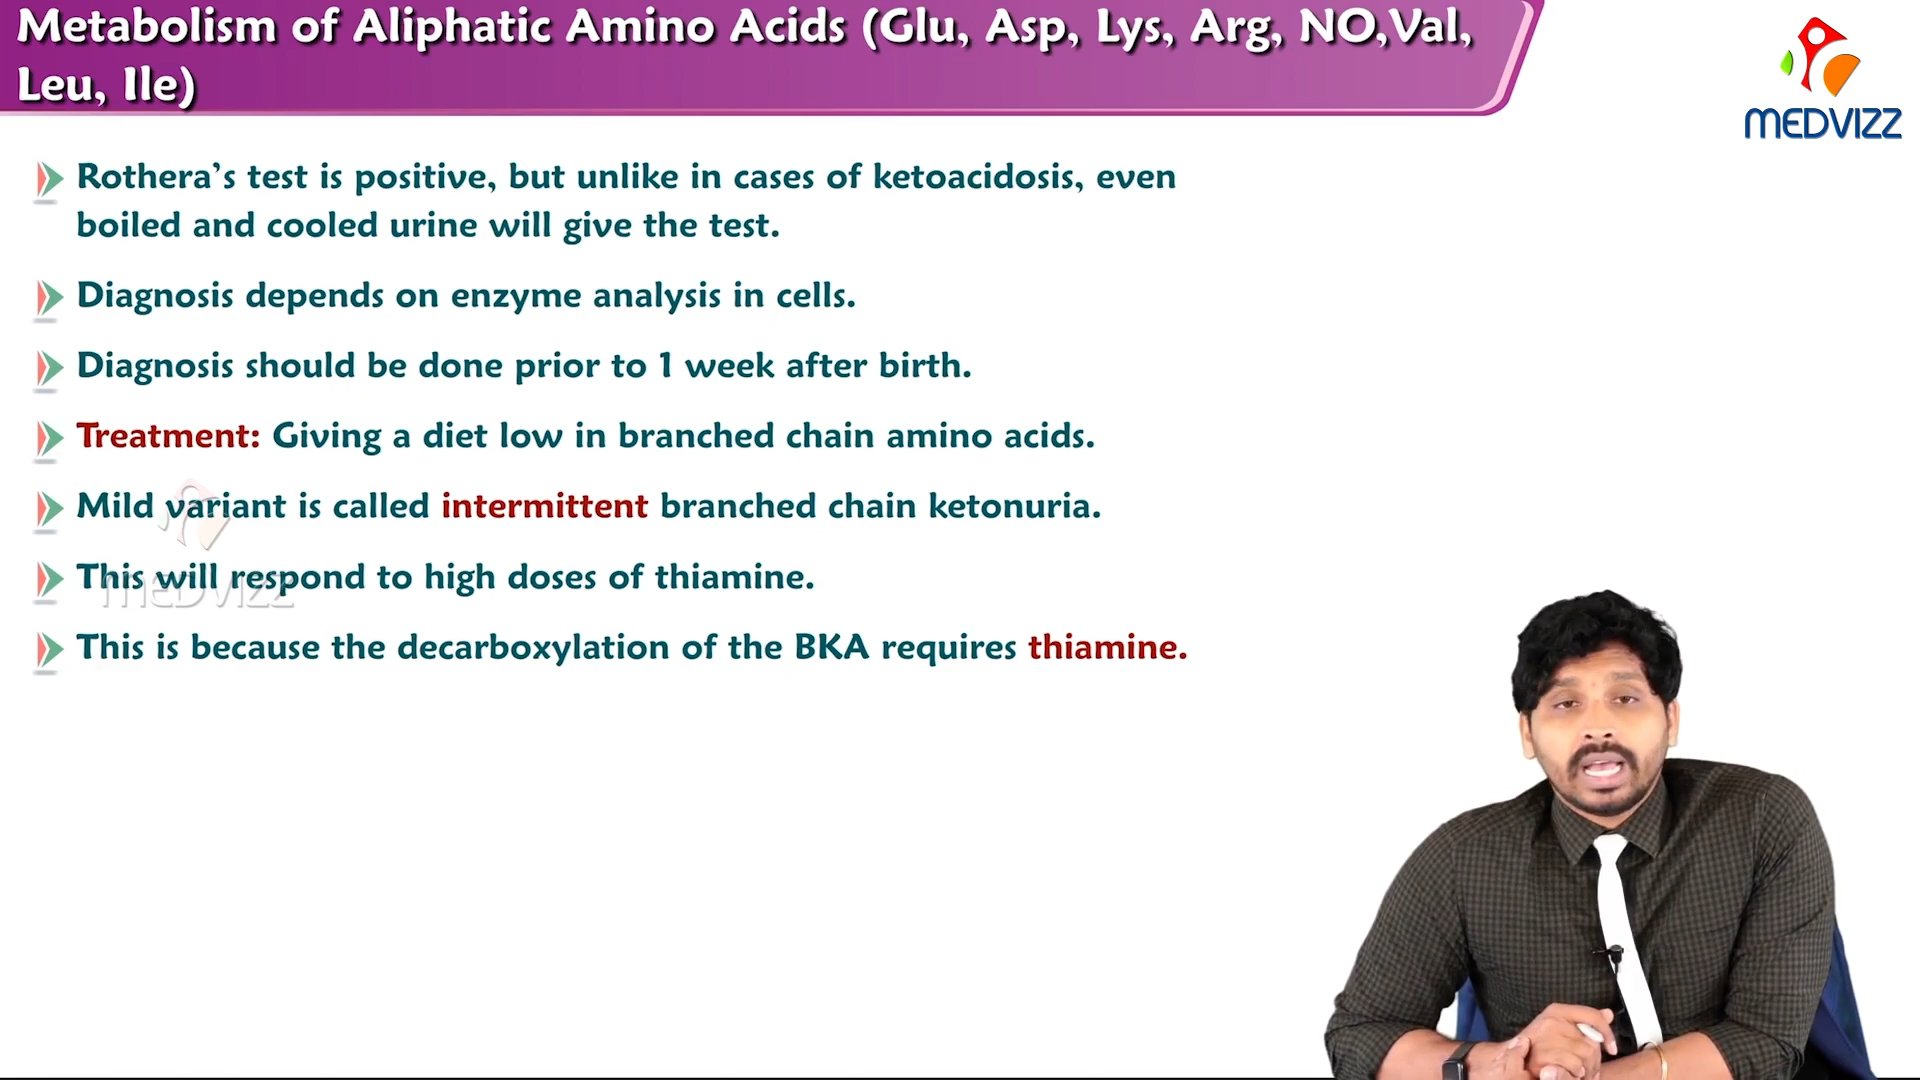 Metabolism of Aliphatic Amino Acids (Glu, Asp, Lys, Arg, NO,Val,
Leu, Ile)
MEDVIZZ
Rothera's test is positive, but unlike in cases of ketoacidosis, even
boiled and cooled urine will give the test.
Diagnosis depends on enzyme analysis in cells.
Diagnosis should be done prior to 1 week after birth.
Treatment: Giving a diet low in branched chain amino acids.
Mild variant is called intermittent branched chain ketonuria.
This will respond to high doses of thiamine.
MEDVIZZ
This is because the decarboxylation of the BKA requires thiamine.